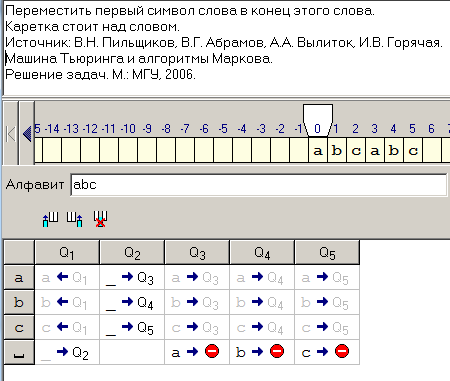 Переместить первый символ слова в конец этого слова.
Каретка стоит над словом.
Источник: В.Н. Пильщиков, В.Г. Абрамов, А.А. Вылиток, И.В. Горячая.
Машина Тьюринга и алгоритмы Маркова.
Решение задач. М.: МГУ, 2006.
5 -14 -13 -12 -11 -10 -9 -8 -7 -6 -5 -4 -3 -2 -1 0 1 2 3 4 5 6 7
a b c a b c
Алфавит abc
Q1 Q2 Q3 Q4 Q5
a a ← Q1 _ → Q3 a → Q3 a → Q4 a → Q5
b b ← Q1 _ → Q4 b → Q3 b → Q4 b → Q5
c c ← Q1 _ → Q5 c → Q3 c → Q4 c → Q5
␣ _ → Q2 a → b → c →